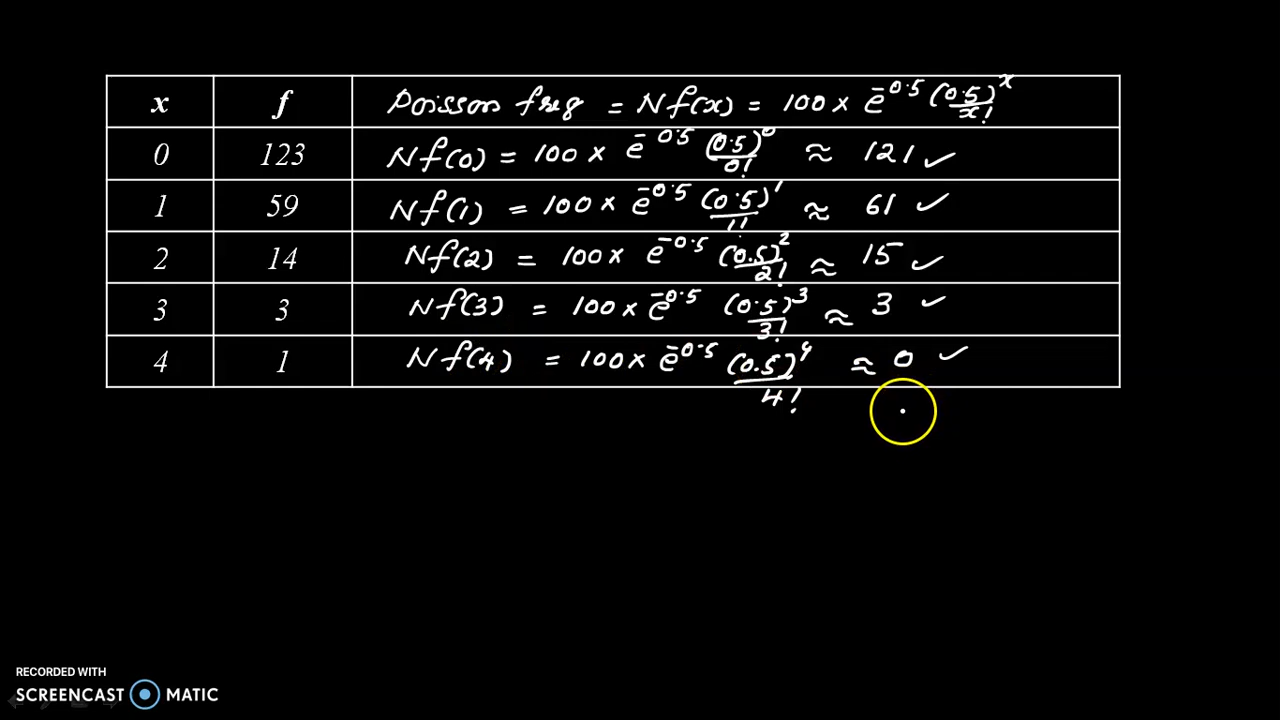 x f Poisson freq = Nf(x) = 100 × e^-0.5 (0.5)^x / x!
0 123 Nf(0) = 100 × e^-0.5 (0.5)^0 / 0! ≈ 121 ✓
1 59 Nf(1) = 100 × e^-0.5 (0.5)^1 / 1! ≈ 61 ✓
2 14 Nf(2) = 100 × e^-0.5 (0.5)^2 / 2! ≈ 15 ✓
3 3 Nf(3) = 100 × e^-0.5 (0.5)^3 / 3! ≈ 3 ✓
4 1 Nf(4) = 100 × e^-0.5 (0.5)^4 / 4! ≈ 0 ✓
RECORDED WITH
SCREENCAST MATIC